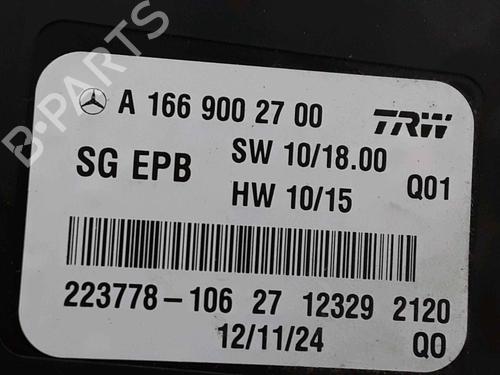 A 166 900 27 00
TRW
SG EPB
SW 10/18.00
HW 10/15
Q01
223778-106 27 12329 2120
12/11/24
Q0
B-PARTS